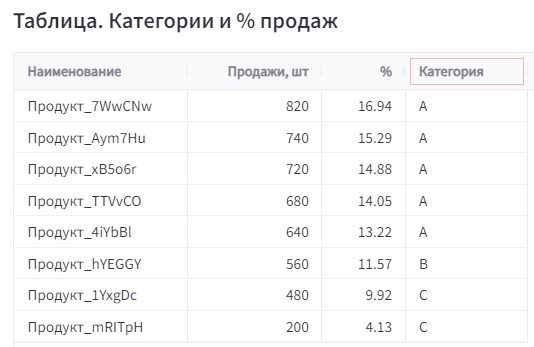 Таблица. Категории и % продаж
Наименование Продажи, шт % Категория
Продукт_7WwCNw 820 16.94 A
Продукт_Aym7Hu 740 15.29 A
Продукт_xB5o6r 720 14.88 A
Продукт_TTVvCO 680 14.05 A
Продукт_4iYbBl 640 13.22 A
Продукт_hYEGGY 560 11.57 B
Продукт_1YxgDc 480 9.92 C
Продукт_mRITpH 200 4.13 C